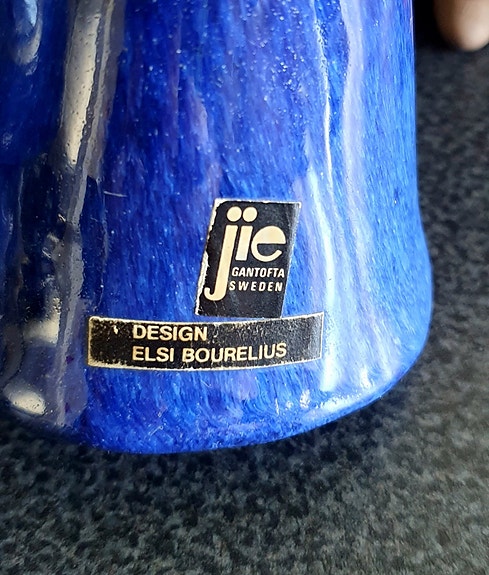 jie
GANTOFTA
SWEDEN
DESIGN
ELSI BOURELIUS